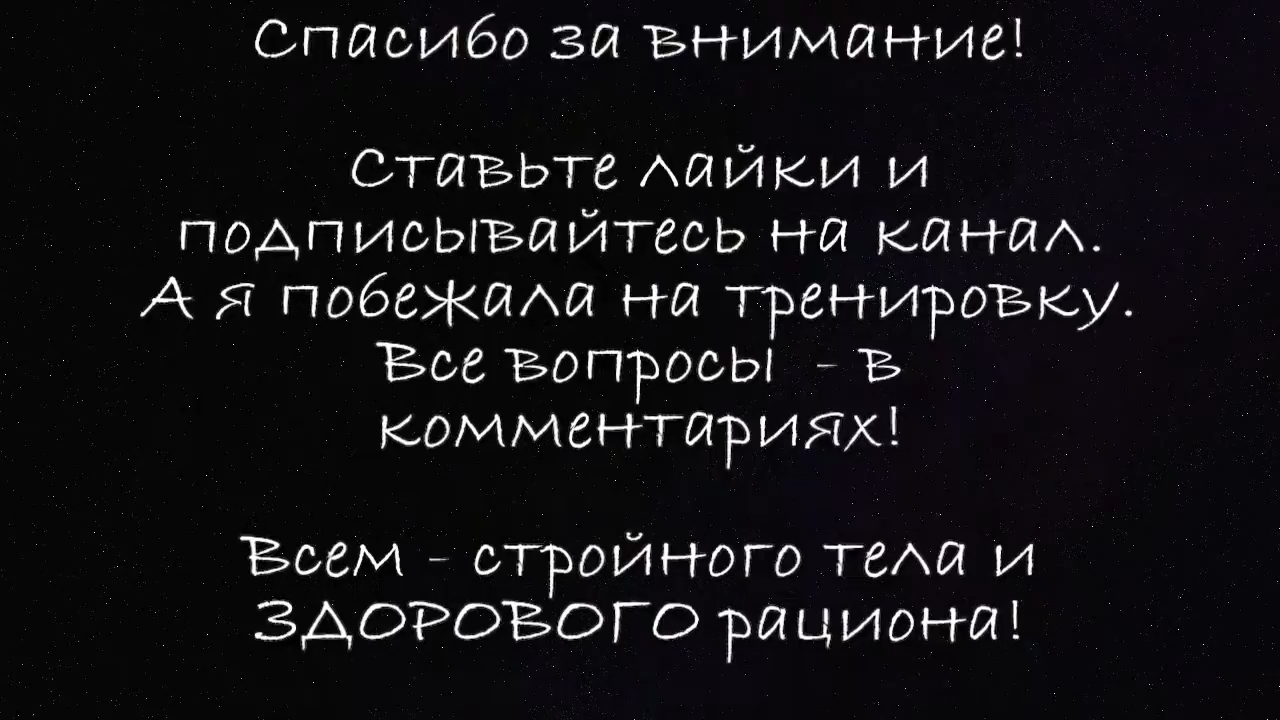 Спасибо за внимание!
Ставьте лайки и
подписывайтесь на канал.
А я побежала на тренировку.
Все вопросы - в
комментариях!
Всем - стройного тела и
ЗДОРОВОГО рациона!